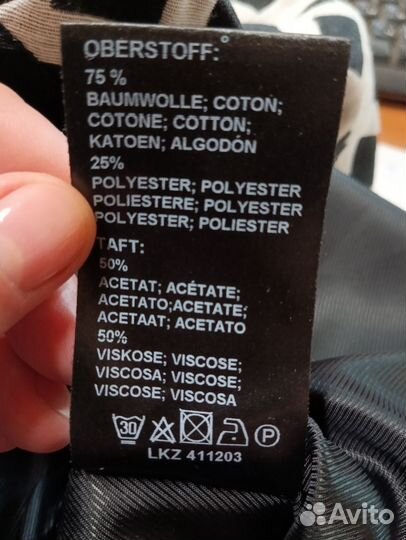 OBERSTOFF:
75 %
BAUMWOLLE; COTON;
COTONE; COTTON;
KATOEN; ALGODÓN
25%
POLYESTER; POLYESTER
POLIESTERE; POLYESTER
POLYESTER; POLIESTER
TAFT:
50%
ACETAT; ACÉTATE;
ACETATO;ACETATE;
ACETAAT; ACETATO
50%
VISKOSE; VISCOSE;
VISCOSA; VISCOSE;
VISCOSE; VISCOSA
30 P
LKZ 411203
Avito